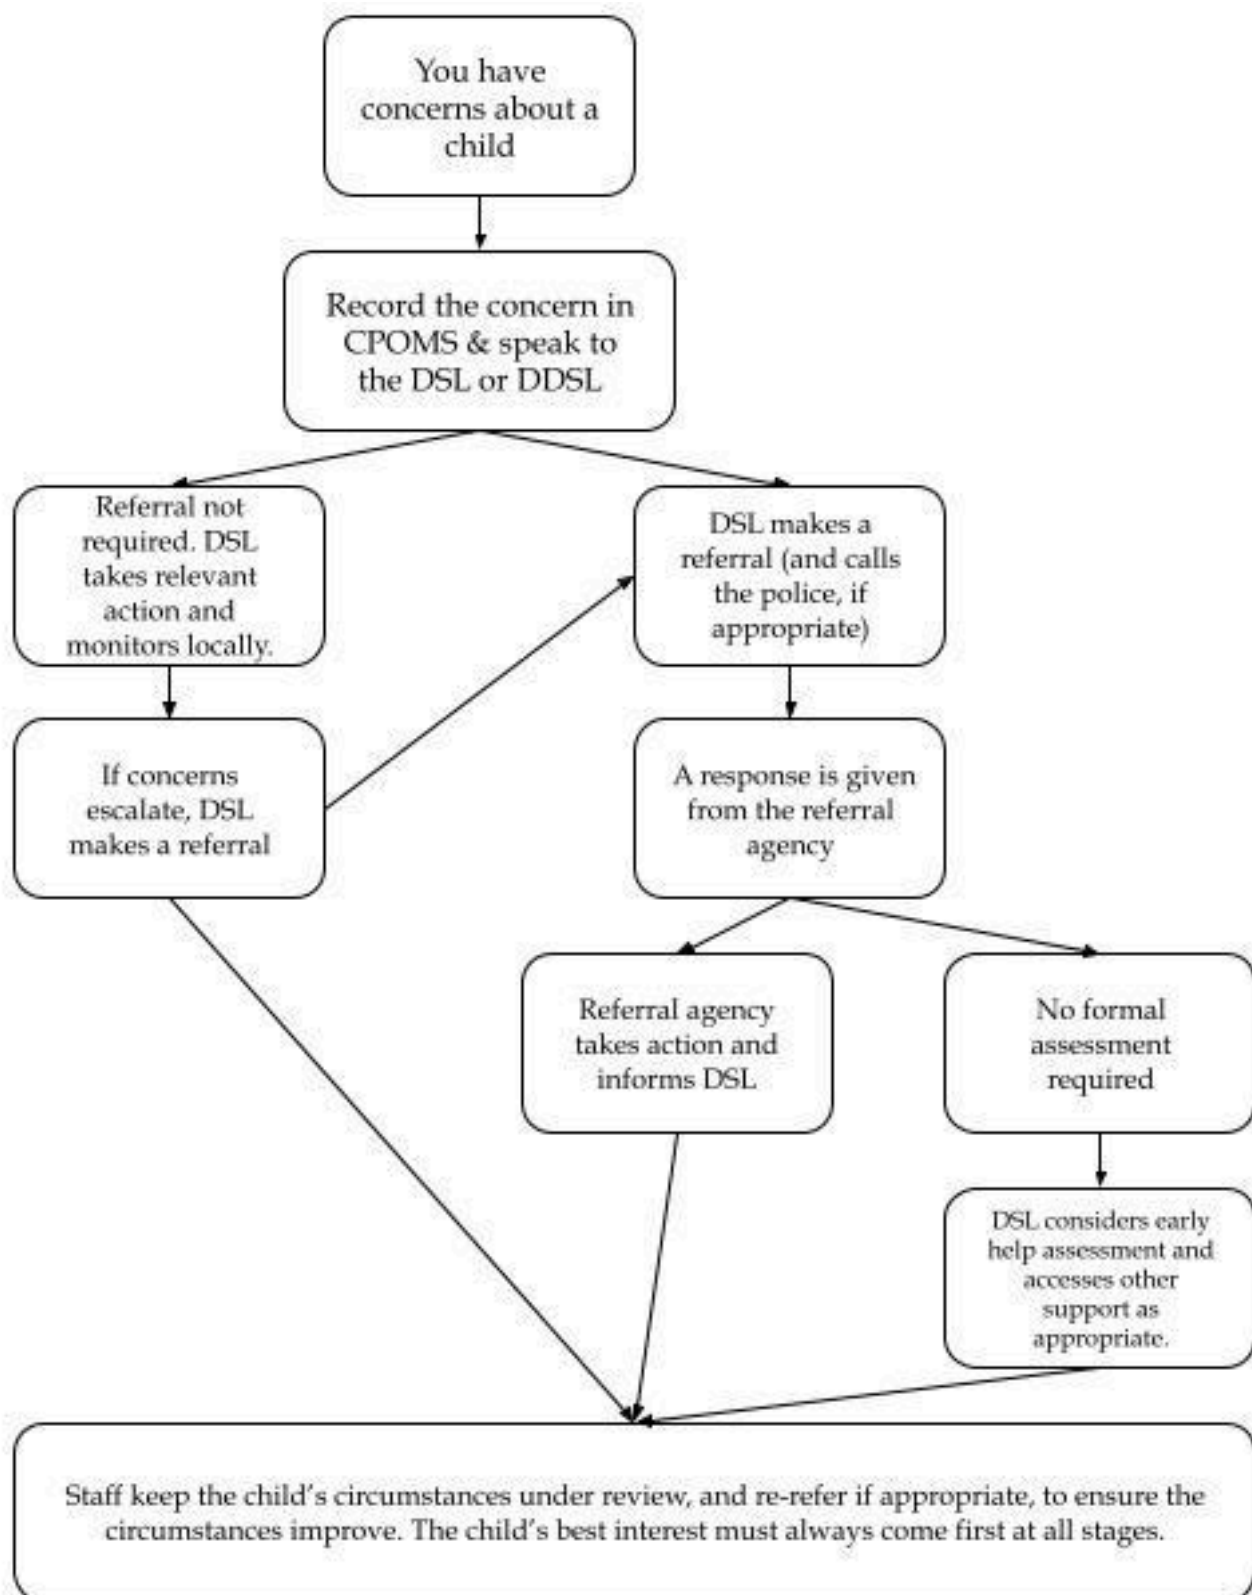 You have
concerns about a
child
Record the concern in
CPOMS & speak to
the DSL or DDSL
Referral not
required. DSL
takes relevant
action and
monitors locally.
DSL makes a
referral (and calls
the police, if
appropriate)
If concerns
escalate, DSL
makes a referral
A response is given
from the referral
agency
Referral agency
takes action and
informs DSL
No formal
assessment
required
DSL considers early
help assessment and
accesses other
support as
appropriate.
Staff keep the child’s circumstances under review, and re-refer if appropriate, to ensure the
circumstances improve. The child’s best interest must always come first at all stages.